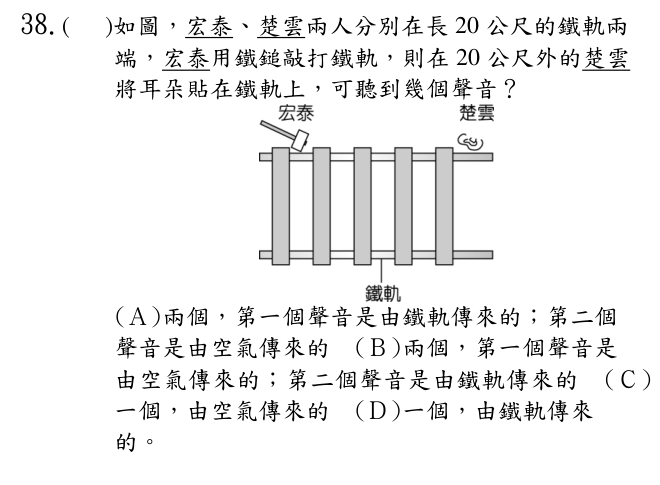 38.(　　)如圖，宏泰、楚雲兩人分別在長 20 公尺的鐵軌兩
端，宏泰用鐵鎚敲打鐵軌，則在 20 公尺外的楚雲
將耳朵貼在鐵軌上，可聽到幾個聲音？
宏泰
楚雲
鐵軌
(A)兩個，第一個聲音是由鐵軌傳來的；第二個
聲音是由空氣傳來的　(B)兩個，第一個聲音是
由空氣傳來的；第二個聲音是由鐵軌傳來的　(C)
一個，由空氣傳來的　(D)一個，由鐵軌傳來
的。